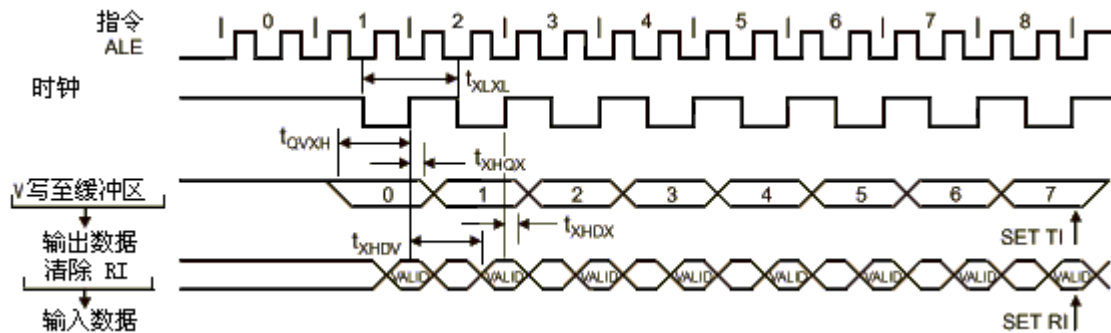 指令 0 1 2 3 4 5 6 7 8
ALE
tXLXL
时钟
tQVXH
tXHQX
V写至缓冲区 0 1 2 3 4 5 6 7
输出数据
tXHDV
tXHDX
SET TI
清除 RI VALID VALID VALID VALID VALID VALID VALID VALID
输入数据
SET RI